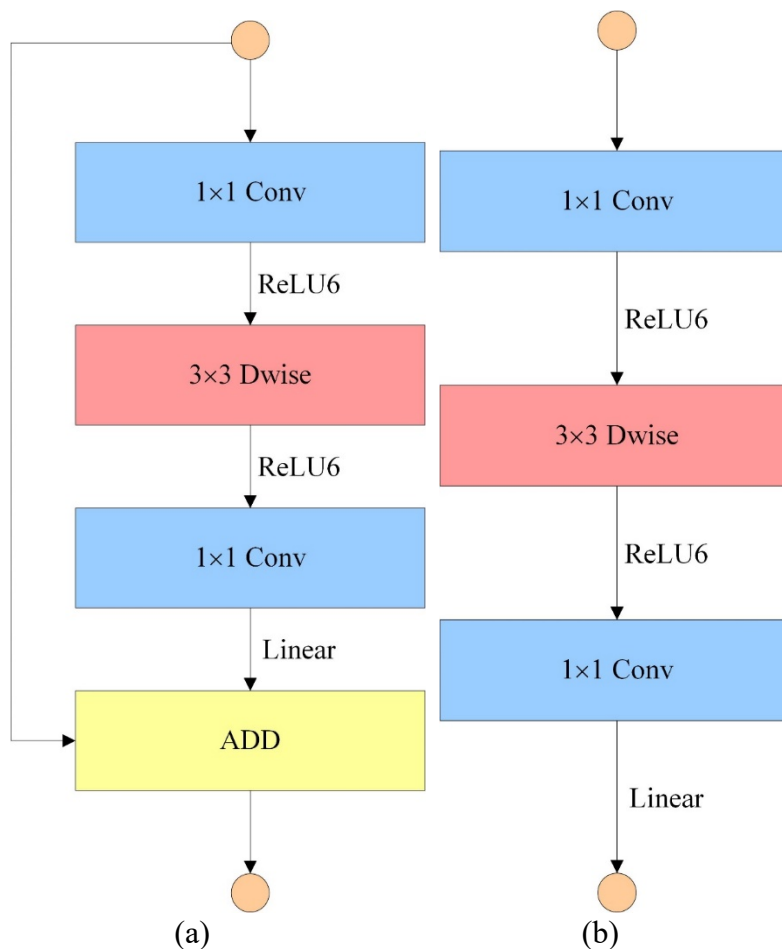 1×1 Conv
ReLU6
3×3 Dwise
ReLU6
1×1 Conv
Linear
ADD
(a)
1×1 Conv
ReLU6
3×3 Dwise
ReLU6
1×1 Conv
Linear
(b)